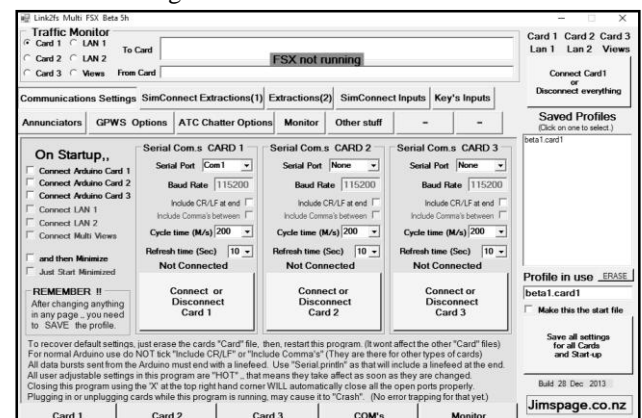 Link2fs Multi FSX Beta 5h
Traffic Monitor
Card 1 LAN 1 To Card
Card 2 LAN 2 FSX not running
Card 3 Views From Card
Card 1 Card 2 Card 3
Lan 1 Lan 2 Views
Connect Card1
or
Disconnect everything
Communications Settings SimConnect Extractions(1) Extractions(2) SimConnect Inputs Key's Inputs
Annunciators GPWS Options ATC Chatter Options Monitor Other stuff - -
Saved Profiles
(Click on one to select.)
beta1.card1
On Startup,,
Connect Arduino Card 1
Connect Arduino Card 2
Connect Arduino Card 3
Connect LAN 1
Connect LAN 2
Connect Multi Views
and then Minimize
Just Start Minimized
REMEMBER !!
After changing anything
in any page .. you need
to SAVE the profile.
Serial Com.s CARD 1
Serial Port Com1
Baud Rate 115200
Include CR/LF at end
Include Comma's between
Cycle time (M/s) 200
Refresh time (Sec) 10
Not Connected
Connect or
Disconnect
Card 1
Serial Com.s CARD 2
Serial Port None
Baud Rate 115200
Include CR/LF at end
Include Comma's between
Cycle time (M/s) 200
Refresh time (Sec) 10
Not Connected
Connect or
Disconnect
Card 2
Serial Com.s CARD 3
Serial Port None
Baud Rate 115200
Include CR/LF at end
Include Comma's between
Cycle time (M/s) 200
Refresh time (Sec) 10
Not Connected
Connect or
Disconnect
Card 3
Profile in use ERASE
beta1.card1
Make this the start file
Save all settings
for all Cards
and Start-up
Build 28 Dec 2013
Jimspage.co.nz
To recover default settings, just erase the cards "Card" file, then, restart this program. (It wont affect the other "Card" files)
For normal Arduino use do NOT tick "Include CR/LF" or "Include Comma's" (They are there for other types of cards)
All data bursts sent from the Arduino must end with a linefeed. Use "Serial.println" as that will include a linefeed at the end.
All user adjustable settings in this program are "HOT" ,, that means they take affect as soon as they are changed.
Closing this program using the 'X' at the top right hand corner WILL automatically close all the open ports properly.
Plugging in or unplugging cards while this program is running, may cause it to "Crash". (No error trapping for that yet.)
Card 1 Card 2 Card 3 COM's Monitor